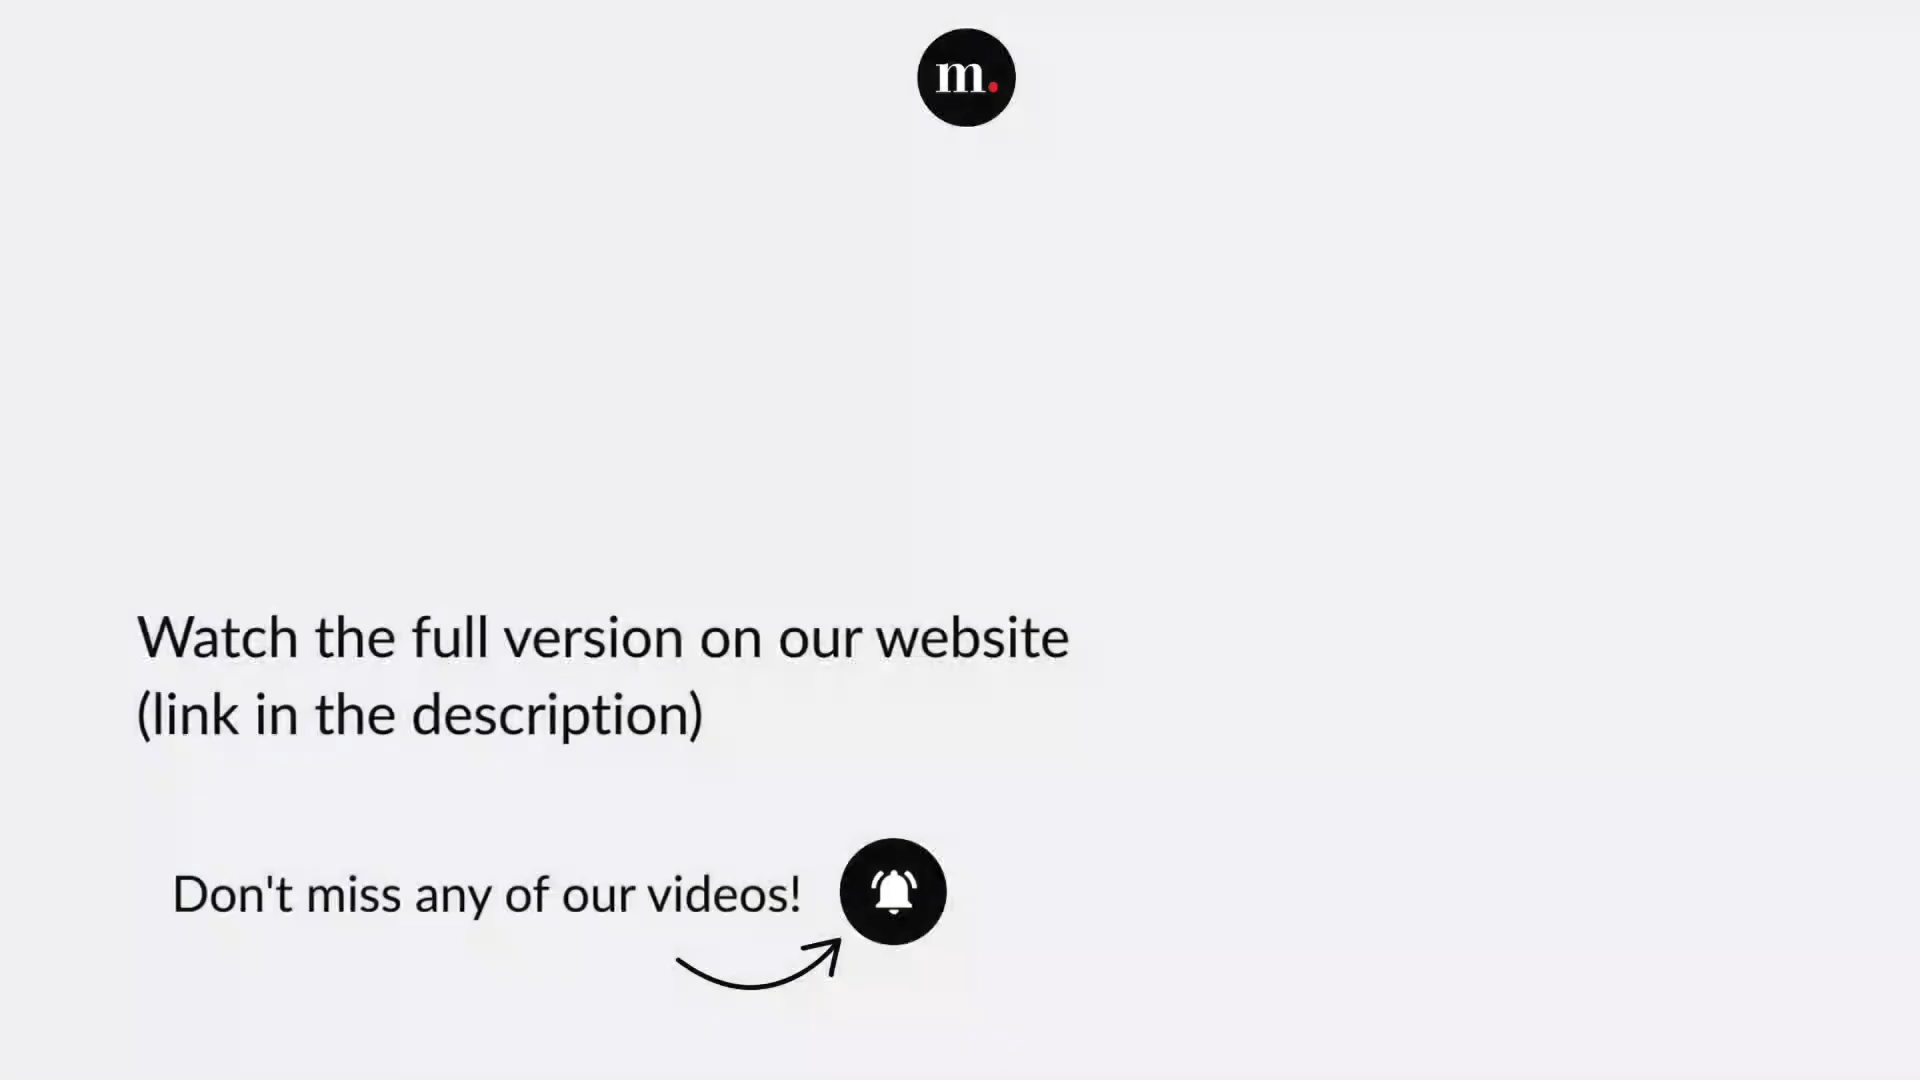 m.
Watch the full version on our website
(link in the description)
Don't miss any of our videos!